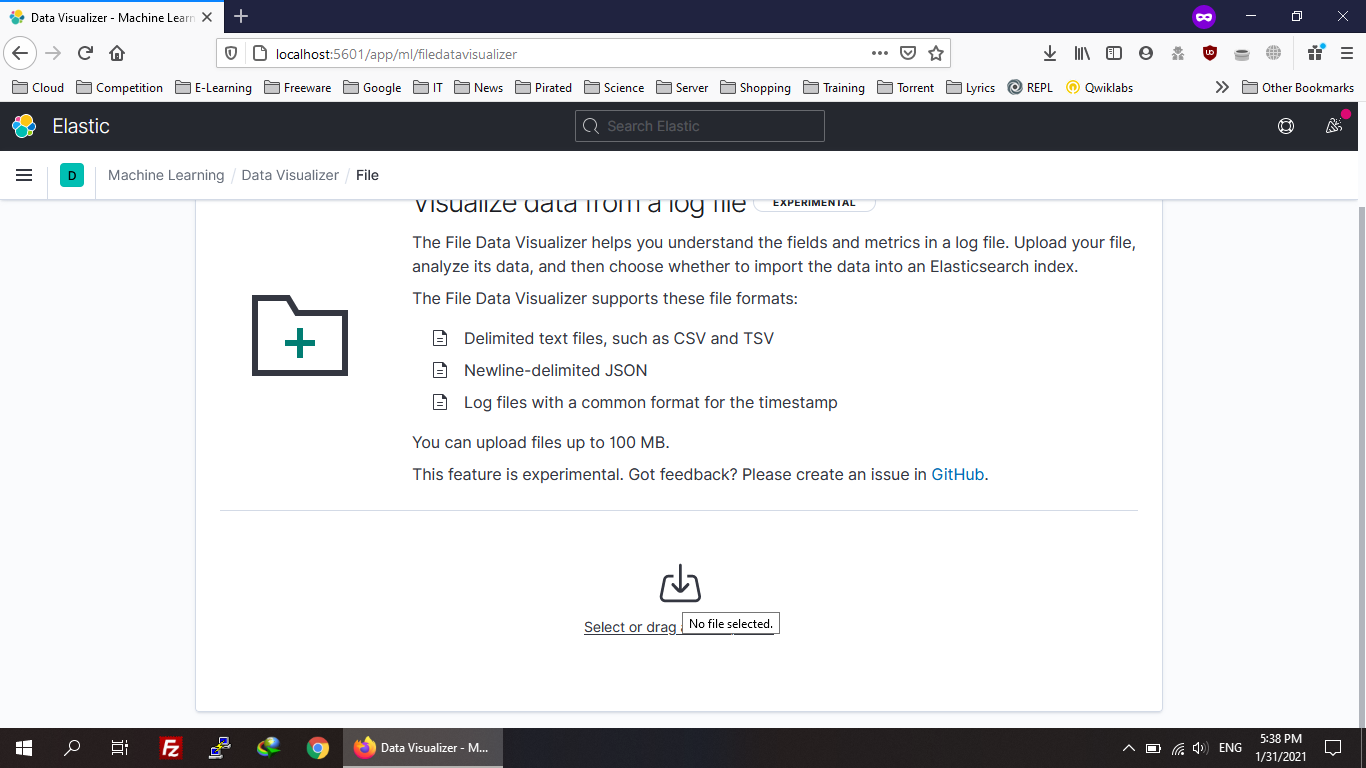 Data Visualizer - Machine Learn
localhost:5601/app/ml/filedatavisualizer
Cloud Competition E-Learning Freeware Google IT News Pirated Science Server Shopping Training Torrent Lyrics REPL Qwiklabs Other Bookmarks
Elastic Search Elastic
D Machine Learning / Data Visualizer / File
Visualize data from a log file EXPERIMENTAL
The File Data Visualizer helps you understand the fields and metrics in a log file. Upload your file,
analyze its data, and then choose whether to import the data into an Elasticsearch index.
The File Data Visualizer supports these file formats:
Delimited text files, such as CSV and TSV
Newline-delimited JSON
Log files with a common format for the timestamp
You can upload files up to 100 MB.
This feature is experimental. Got feedback? Please create an issue in GitHub.
Select or drag
No file selected.
Data Visualizer - M...
ENG
5:38 PM
1/31/2021